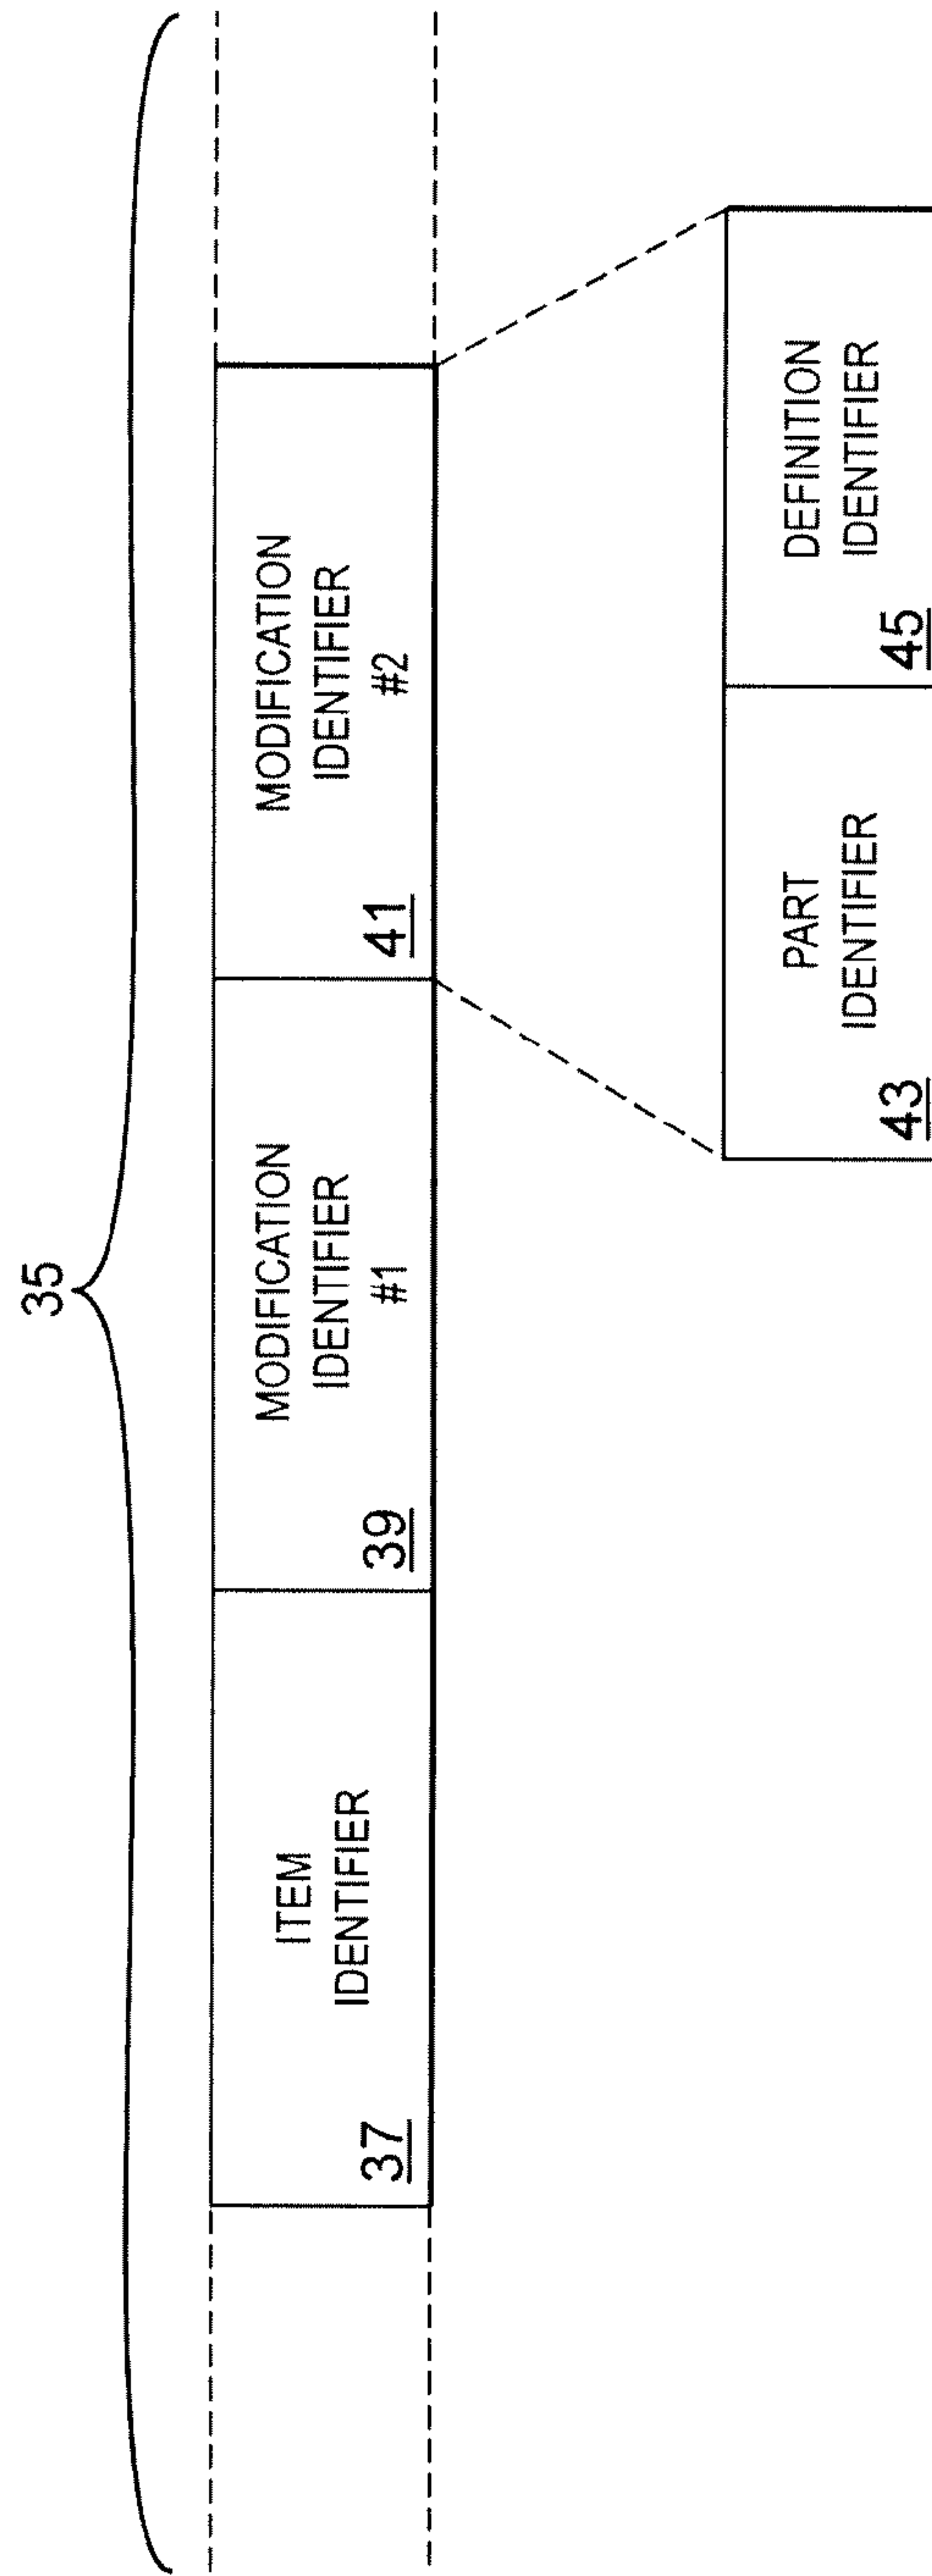 35
ITEM
IDENTIFIER
37
MODIFICATION
IDENTIFIER
#1
39
MODIFICATION
IDENTIFIER
#2
41
PART
IDENTIFIER
43
DEFINITION
IDENTIFIER
45